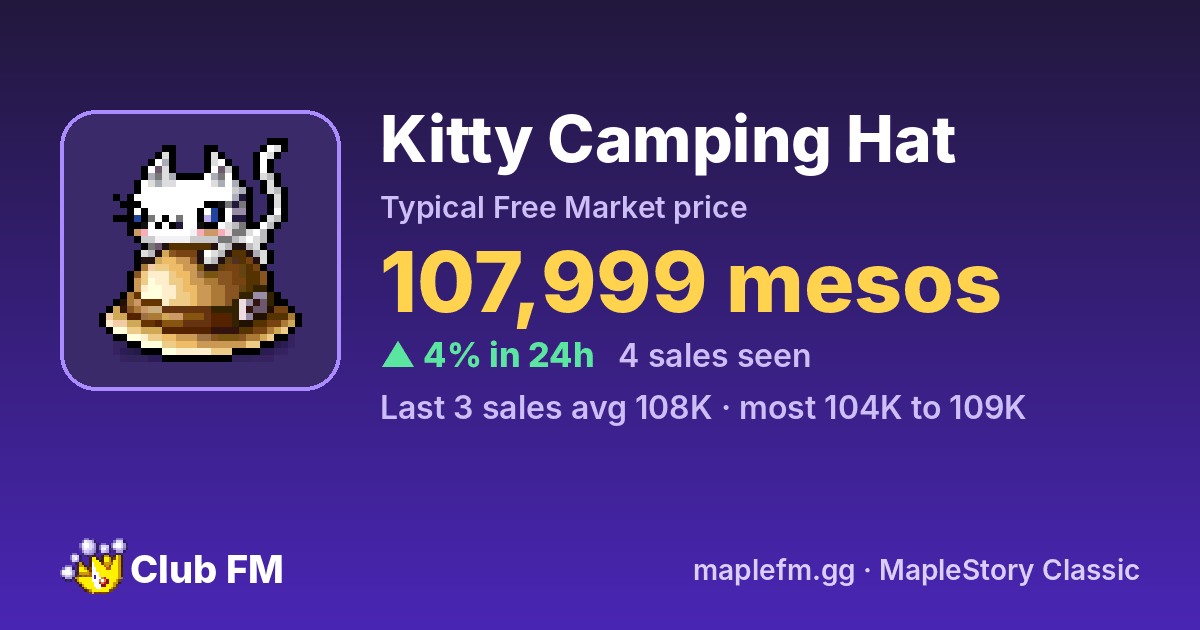 Kitty Camping Hat
Typical Free Market price
107,999 mesos
▲ 4% in 24h 4 sales seen
Last 3 sales avg 108K · most 104K to 109K
Club FM
maplefm.gg · MapleStory Classic